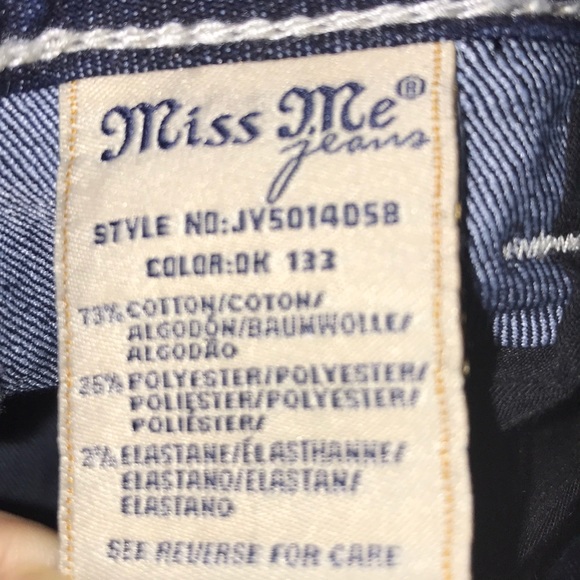 Miss Me®
jeans
STYLE NO:JY5014058
COLOR:DK 133
73% COTTON/COTON/
ALGODÓN/BAUMWOLLE/
ALGODÃO
25% POLYESTER/POLYESTER/
POLIÉSTER/POLYESTER/
POLIÉSTER/
2% ELASTANE/ÉLASTHANNE/
ELASTANO/ELASTAN/
ELASTANO
SEE REVERSE FOR CARE